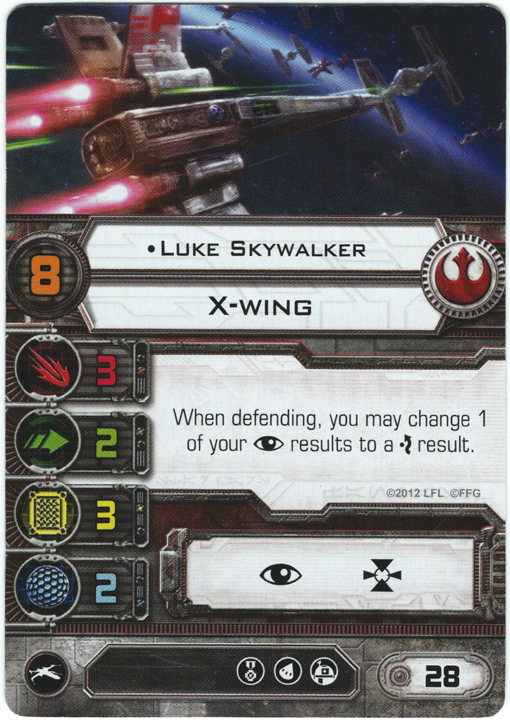 •Luke Skywalker
8
X-wing
3
When defending, you may change 1
of your results to a result.
2
©2012 LFL ©FFG
3
2
28